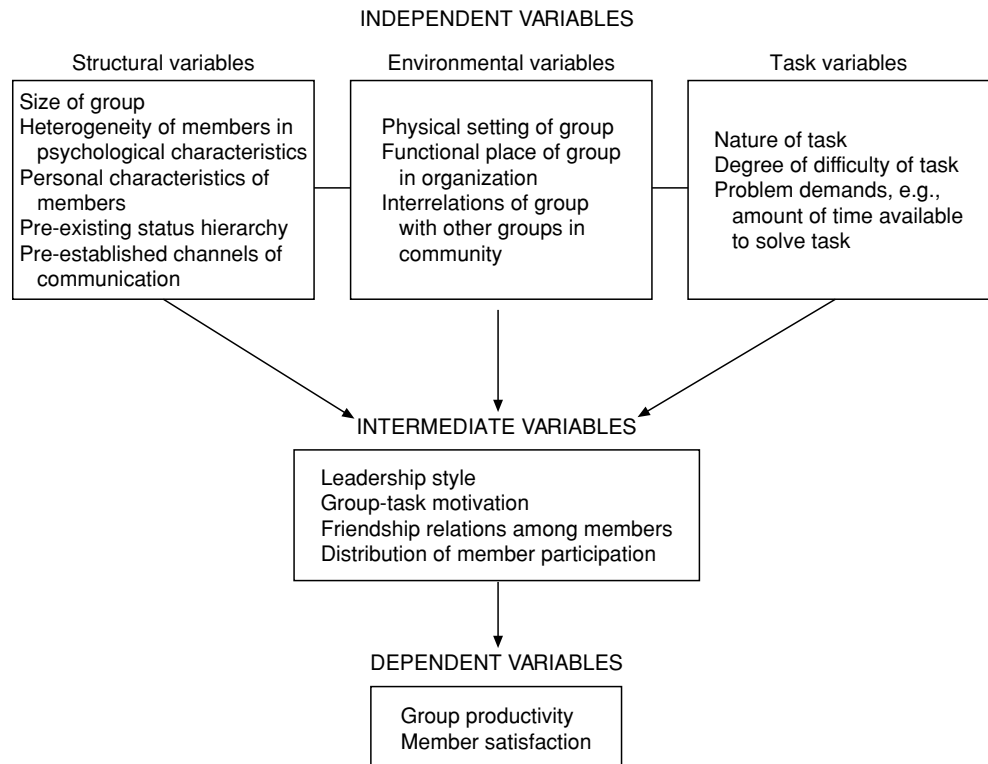 INDEPENDENT VARIABLES
Structural variables
Size of group
Heterogeneity of members in
psychological characteristics
Personal characteristics of
members
Pre-existing status hierarchy
Pre-established channels of
communication
Environmental variables
Physical setting of group
Functional place of group
in organization
Interrelations of group
with other groups in
community
Task variables
Nature of task
Degree of difficulty of task
Problem demands, e.g.,
amount of time available
to solve task
INTERMEDIATE VARIABLES
Leadership style
Group-task motivation
Friendship relations among members
Distribution of member participation
DEPENDENT VARIABLES
Group productivity
Member satisfaction